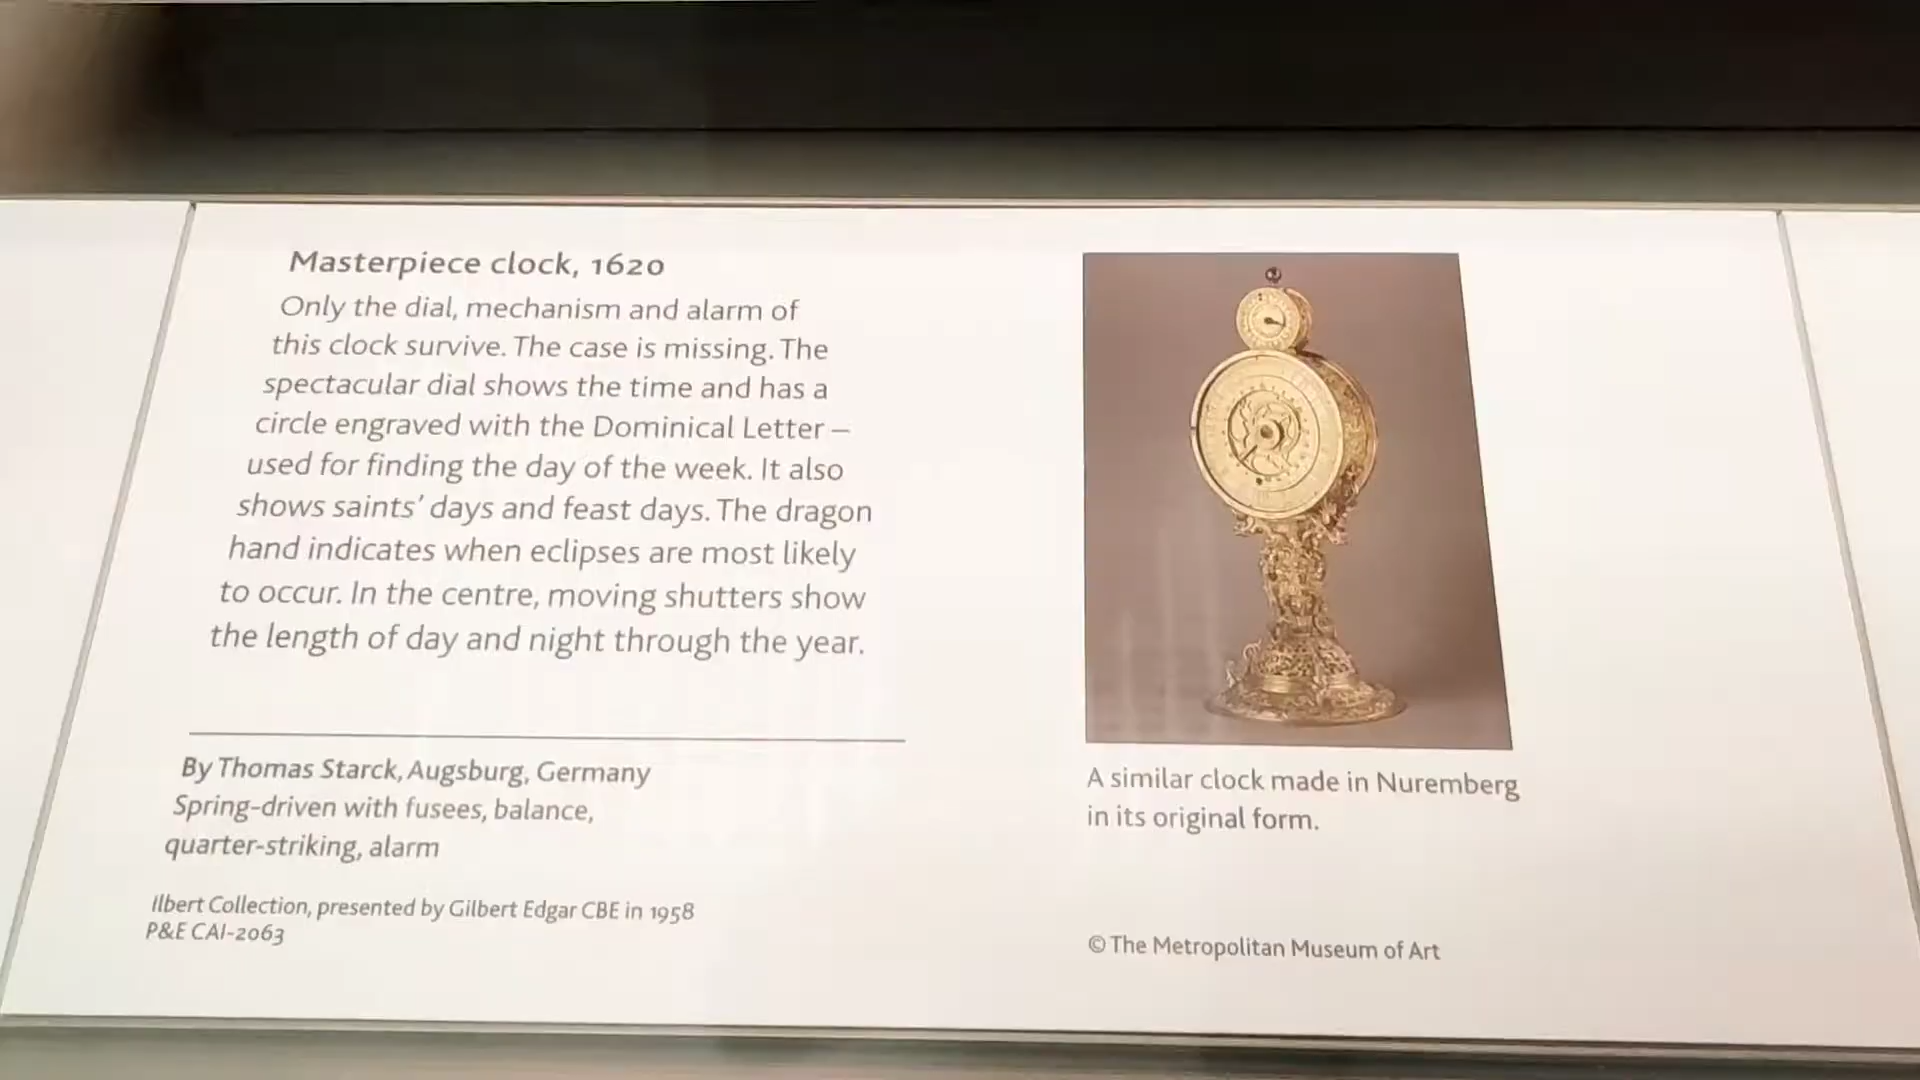 Masterpiece clock, 1620
Only the dial, mechanism and alarm of
this clock survive. The case is missing. The
spectacular dial shows the time and has a
circle engraved with the Dominical Letter –
used for finding the day of the week. It also
shows saints' days and feast days. The dragon
hand indicates when eclipses are most likely
to occur. In the centre, moving shutters show
the length of day and night through the year.
By Thomas Starck, Augsburg, Germany
Spring-driven with fusees, balance,
quarter-striking, alarm
Ilbert Collection, presented by Gilbert Edgar CBE in 1958
P&E CAI-2063
A similar clock made in Nuremberg
in its original form.
© The Metropolitan Museum of Art